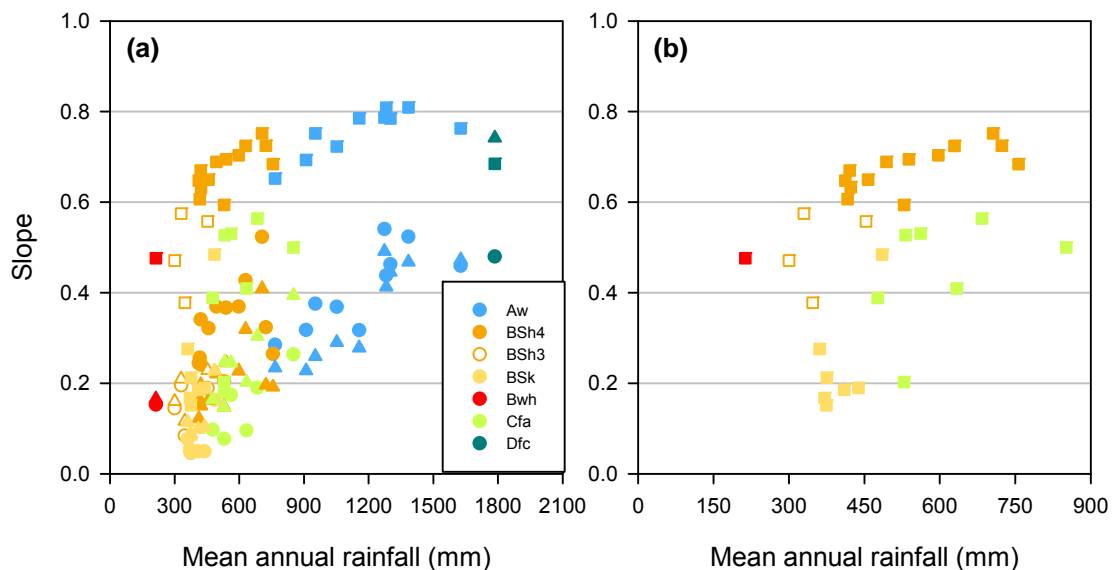 (a)
(b)
Slope
1.0
0.8
0.6
0.4
0.2
0.0
Aw
BSh4
BSh3
BSk
Bwh
Cfa
Dfc
0 300 600 900 1200 1500 1800 2100
Mean annual rainfall (mm)
1.0
0.8
0.6
0.4
0.2
0.0
0 150 300 450 600 750 900
Mean annual rainfall (mm)